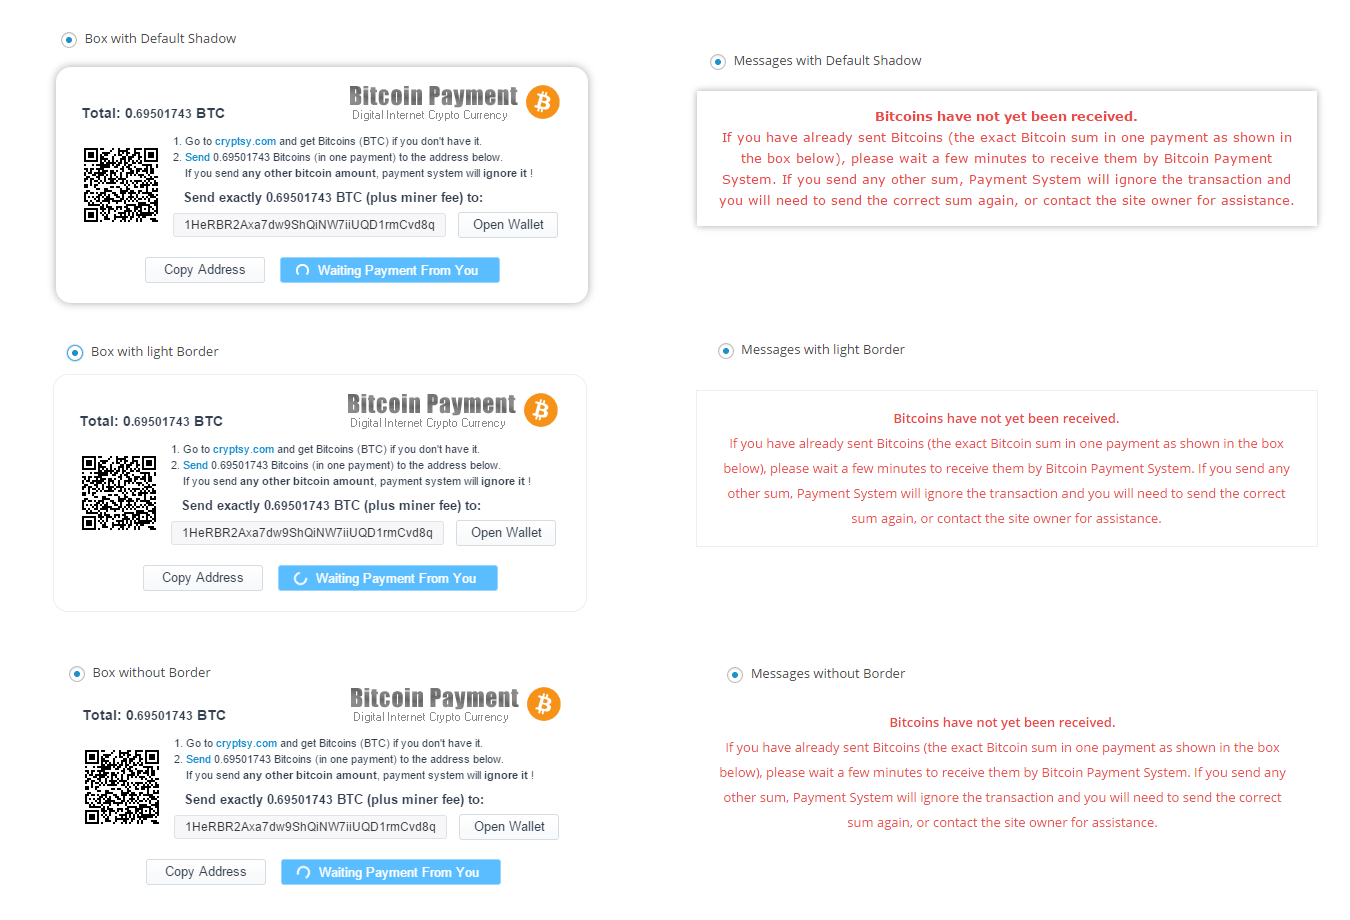 Box with Default Shadow
Total: 0.69501743 BTC
Bitcoin Payment
Digital Internet Crypto Currency
1. Go to cryptsy.com and get Bitcoins (BTC) if you don't have it.
2. Send 0.69501743 Bitcoins (in one payment) to the address below.
If you send any other bitcoin amount, payment system will ignore it !
Send exactly 0.69501743 BTC (plus miner fee) to:
1HeRBR2Axa7dw9ShQiNW7iiUQD1rmCvd8q
Open Wallet
Copy Address
Waiting Payment From You
Messages with Default Shadow
Bitcoins have not yet been received.
If you have already sent Bitcoins (the exact Bitcoin sum in one payment as shown in
the box below), please wait a few minutes to receive them by Bitcoin Payment
System. If you send any other sum, Payment System will ignore the transaction and
you will need to send the correct sum again, or contact the site owner for assistance.
Box with light Border
Total: 0.69501743 BTC
Bitcoin Payment
Digital Internet Crypto Currency
1. Go to cryptsy.com and get Bitcoins (BTC) if you don't have it.
2. Send 0.69501743 Bitcoins (in one payment) to the address below.
If you send any other bitcoin amount, payment system will ignore it !
Send exactly 0.69501743 BTC (plus miner fee) to:
1HeRBR2Axa7dw9ShQiNW7iiUQD1rmCvd8q
Open Wallet
Copy Address
Waiting Payment From You
Messages with light Border
Bitcoins have not yet been received.
If you have already sent Bitcoins (the exact Bitcoin sum in one payment as shown in the box
below), please wait a few minutes to receive them by Bitcoin Payment System. If you send any
other sum, Payment System will ignore the transaction and you will need to send the correct
sum again, or contact the site owner for assistance.
Box without Border
Total: 0.69501743 BTC
Bitcoin Payment
Digital Internet Crypto Currency
1. Go to cryptsy.com and get Bitcoins (BTC) if you don't have it.
2. Send 0.69501743 Bitcoins (in one payment) to the address below.
If you send any other bitcoin amount, payment system will ignore it !
Send exactly 0.69501743 BTC (plus miner fee) to:
1HeRBR2Axa7dw9ShQiNW7iiUQD1rmCvd8q
Open Wallet
Copy Address
Waiting Payment From You
Messages without Border
Bitcoins have not yet been received.
If you have already sent Bitcoins (the exact Bitcoin sum in one payment as shown in the box
below), please wait a few minutes to receive them by Bitcoin Payment System. If you send any
other sum, Payment System will ignore the transaction and you will need to send the correct
sum again, or contact the site owner for assistance.